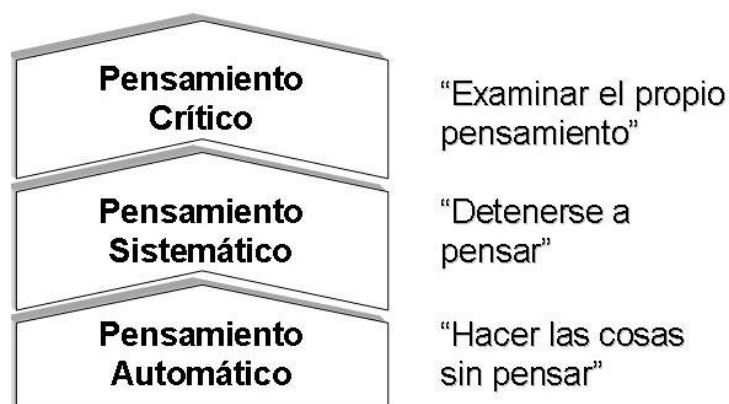 Pensamiento
Crítico
“Examinar el propio
pensamiento”
Pensamiento
Sistemático
“Detenerse a
pensar”
Pensamiento
Automático
“Hacer las cosas
sin pensar”